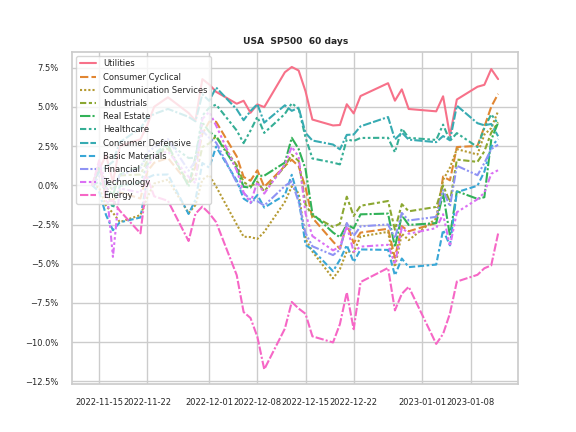 USA  SP500  60 days
Utilities
Consumer Cyclical
Communication Services
Industrials
Real Estate
Healthcare
Consumer Defensive
Basic Materials
Financial
Technology
Energy
7.5%
5.0%
2.5%
0.0%
−2.5%
−5.0%
−7.5%
−10.0%
−12.5%
2022-11-15 2022-11-22 2022-12-01 2022-12-08 2022-12-15 2022-12-22 2023-01-01 2023-01-08